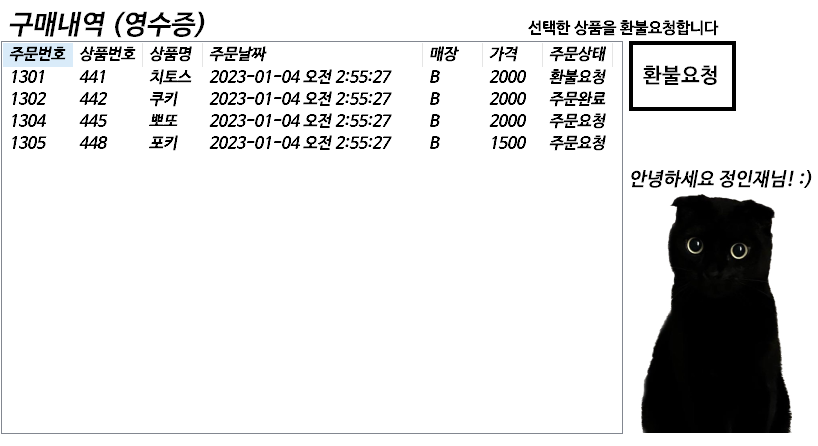 구매내역 (영수증)
선택한 상품을 환불요청합니다
주문번호 상품번호 상품명 주문날짜 매장 가격 주문상태
1301 441 치토스 2023-01-04 오전 2:55:27 B 2000 환불요청
1302 442 쿠키 2023-01-04 오전 2:55:27 B 2000 주문완료
1304 445 뽀또 2023-01-04 오전 2:55:27 B 2000 주문요청
1305 448 포키 2023-01-04 오전 2:55:27 B 1500 주문요청
환불요청
안녕하세요 정인재님! :)